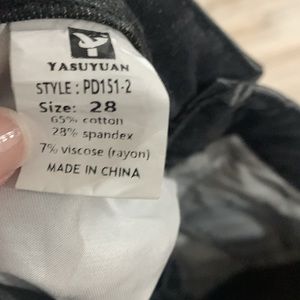 YASUYUAN
STYLE : PD151-2
Size: 28
65% cotton
28% spandex
7% viscose (rayon)
MADE IN CHINA